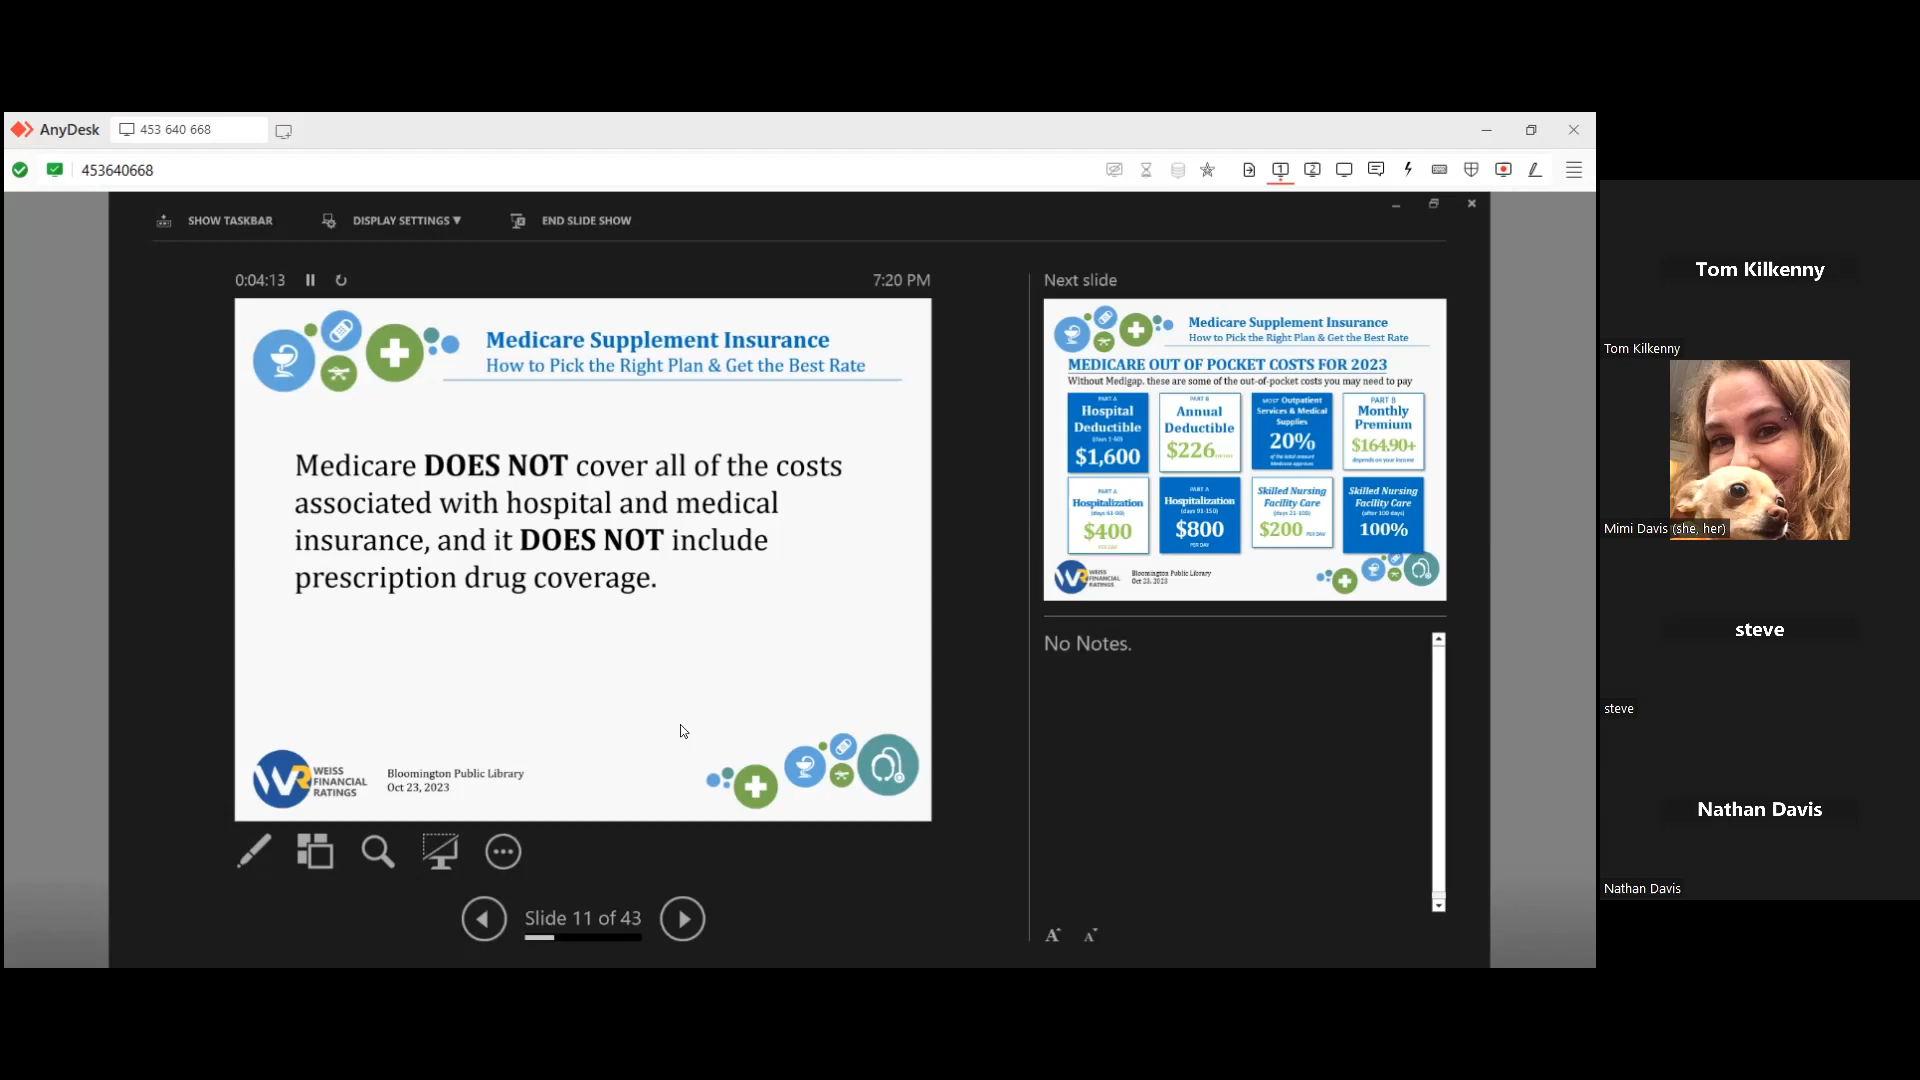 AnyDesk
453 640 668
453640668
1
2
SHOW TASKBAR
DISPLAY SETTINGS ▼
END SLIDE SHOW
0:04:13
7:20 PM
Medicare Supplement Insurance
How to Pick the Right Plan & Get the Best Rate
Medicare DOES NOT cover all of the costs
associated with hospital and medical
insurance, and it DOES NOT include
prescription drug coverage.
WR
WEISS
FINANCIAL
RATINGS
Bloomington Public Library
Oct 23, 2023
Slide 11 of 43
Next slide
Medicare Supplement Insurance
How to Pick the Right Plan & Get the Best Rate
MEDICARE OUT OF POCKET COSTS FOR 2023
Without Medigap, these are some of the out-of-pocket costs you may need to pay
PART A
Hospital
Deductible
(days 1-60)
$1,600
PART B
Annual
Deductible
$226
MOST Outpatient
Services & Medical
Supplies
20%
of the total amount
Medicare approves
PART B
Monthly
Premium
$164.90+
depends on your income
PART A
Hospitalization
(days 61-90)
$400
PER DAY
PART A
Hospitalization
(days 91-150)
$800
PER DAY
Skilled Nursing
Facility Care
(days 21-100)
$200 PER DAY
Skilled Nursing
Facility Care
(after 100 days)
100%
WR
WEISS
FINANCIAL
RATINGS
Bloomington Public Library
Oct 23, 2023
No Notes.
A A
Tom Kilkenny
Tom Kilkenny
Mimi Davis (she, her)
steve
steve
Nathan Davis
Nathan Davis